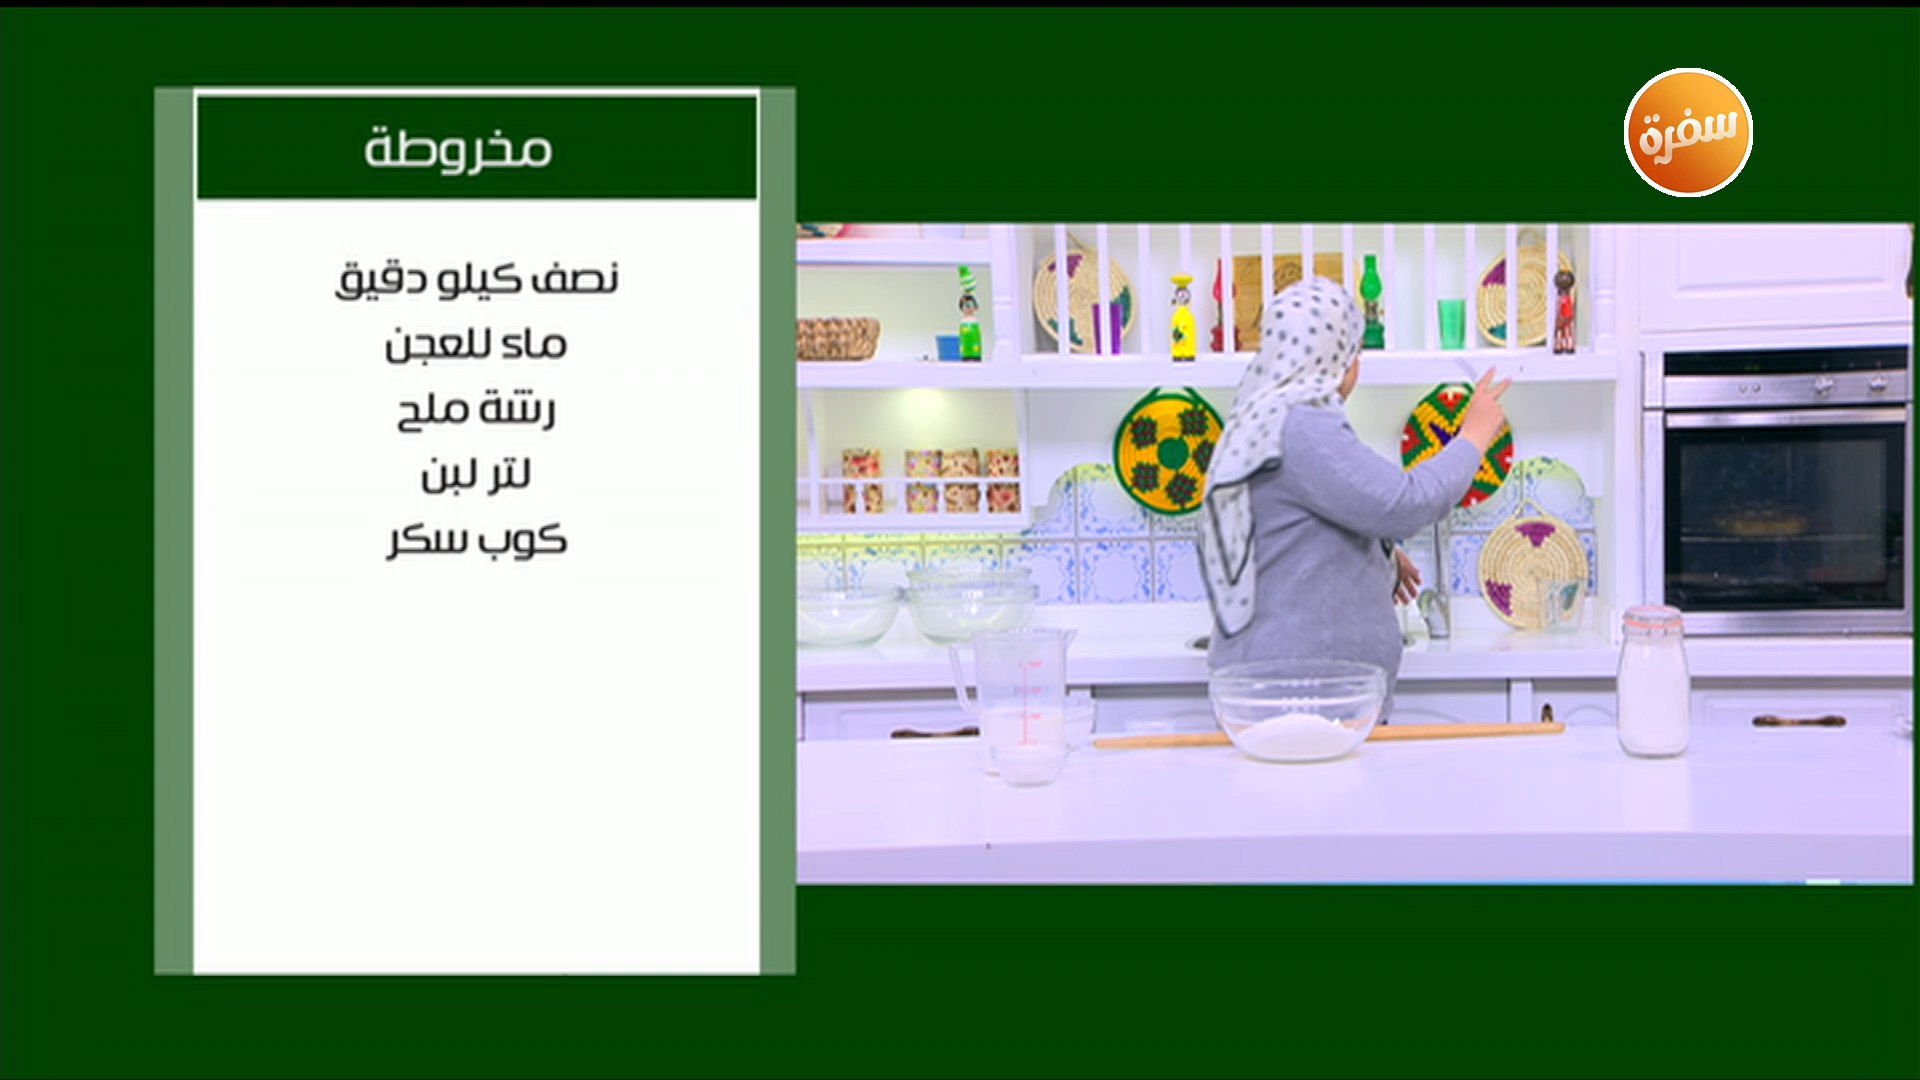 سفرة
مخروطة
نصف كيلو دقيق
ماء للعجن
رشة ملح
لتر لبن
كوب سكر